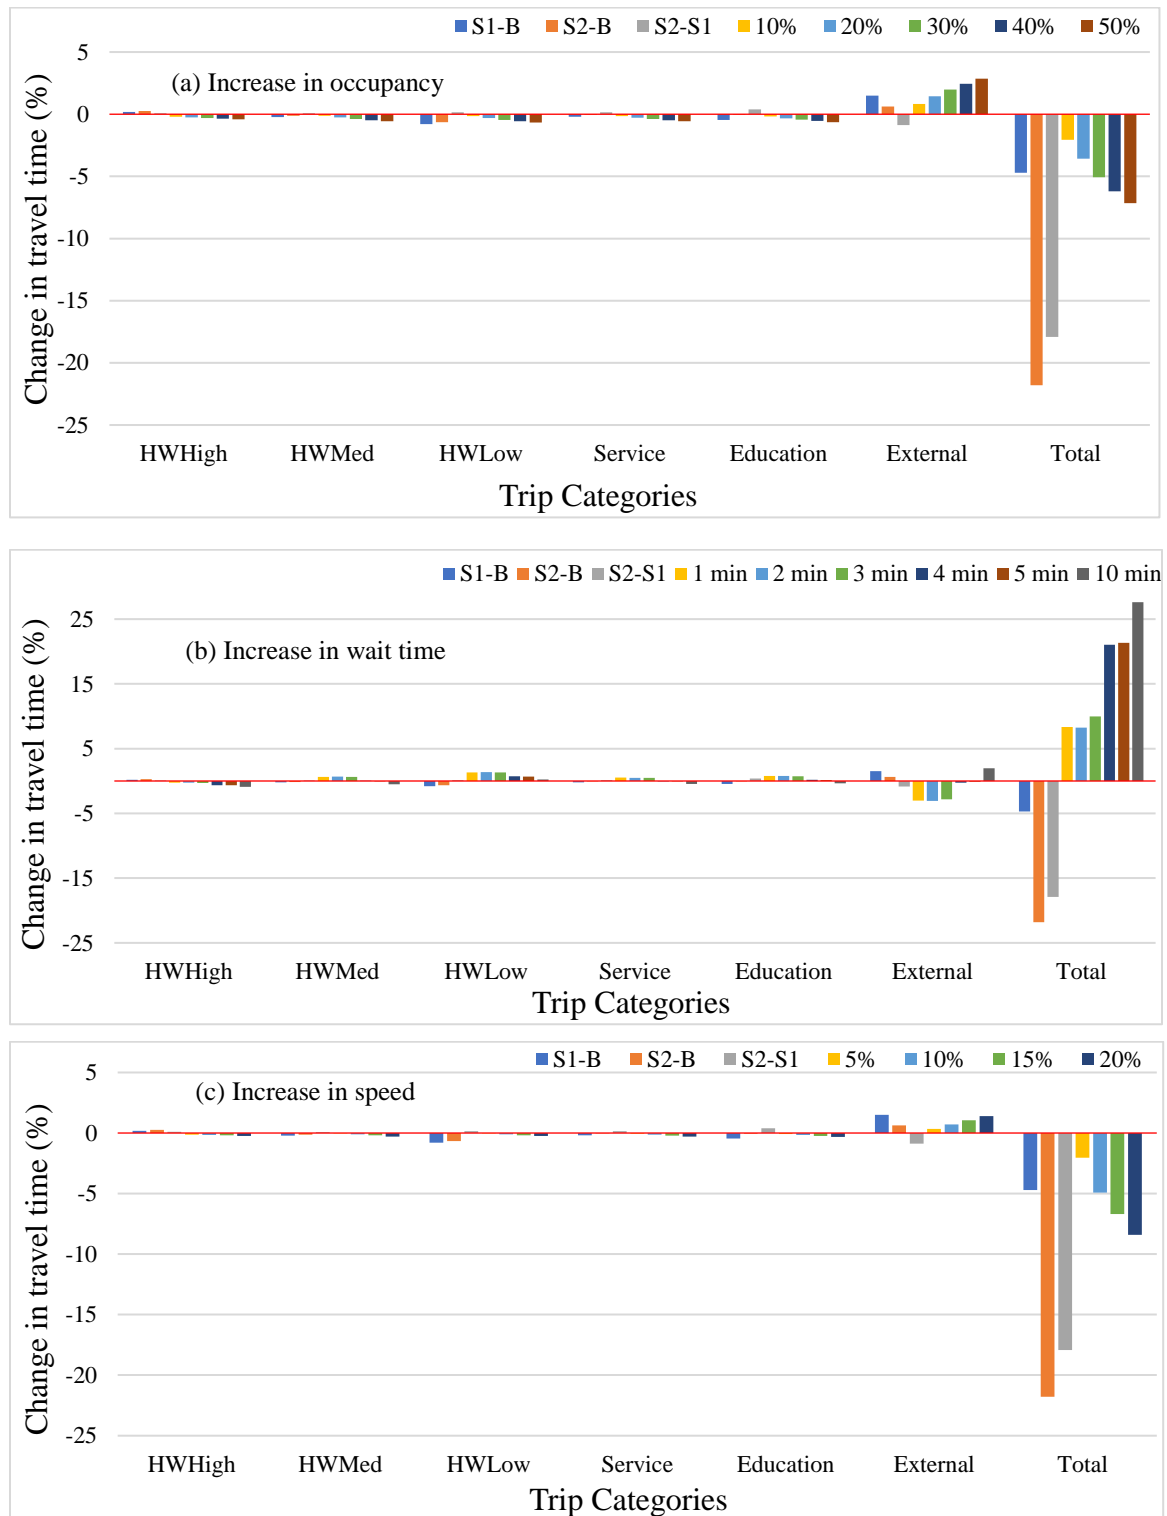 S1-B S2-B S2-S1 10% 20% 30% 40% 50%
(a) Increase in occupancy
Change in travel time (%)
5
0
-5
-10
-15
-20
-25
HWHigh HWMed HWLow Service Education External Total
Trip Categories
S1-B S2-B S2-S1 1 min 2 min 3 min 4 min 5 min 10 min
(b) Increase in wait time
Change in travel time (%)
25
15
5
-5
-15
-25
HWHigh HWMed HWLow Service Education External Total
Trip Categories
S1-B S2-B S2-S1 5% 10% 15% 20%
(c) Increase in speed
Change in travel time (%)
5
0
-5
-10
-15
-20
-25
HWHigh HWMed HWLow Service Education External Total
Trip Categories